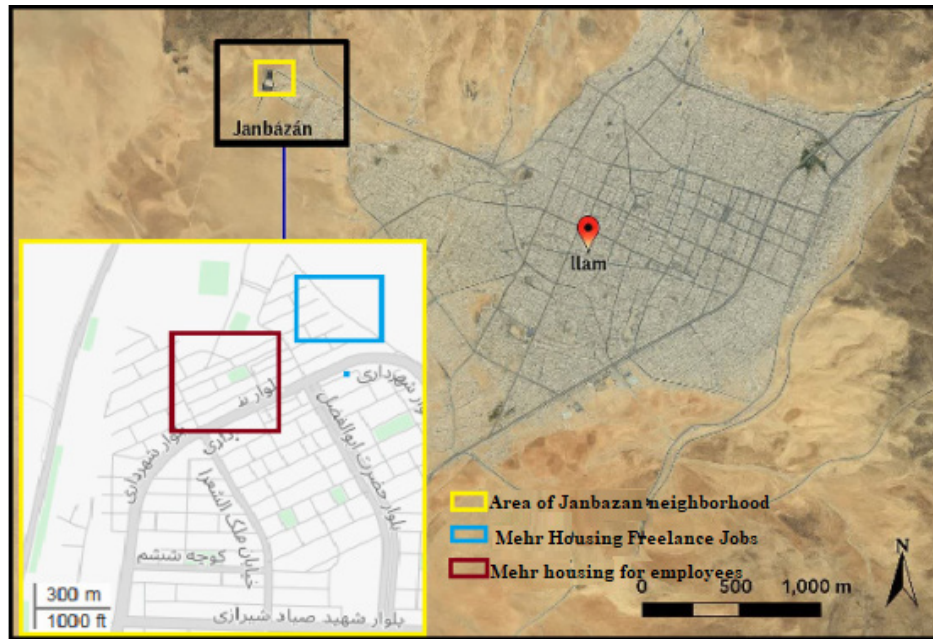 Janbázán
Ilam
بلوار شهرداری
بلوار حضرت ابوالفضل
خیابان ملک الشعرا
کوچه ششم
بلوار شهید صیاد شیرازی
300 m
1000 ft
Area of Janbazan neighborhood
Mehr Housing Freelance Jobs
Mehr housing for employees
N
0 500 1,000 m